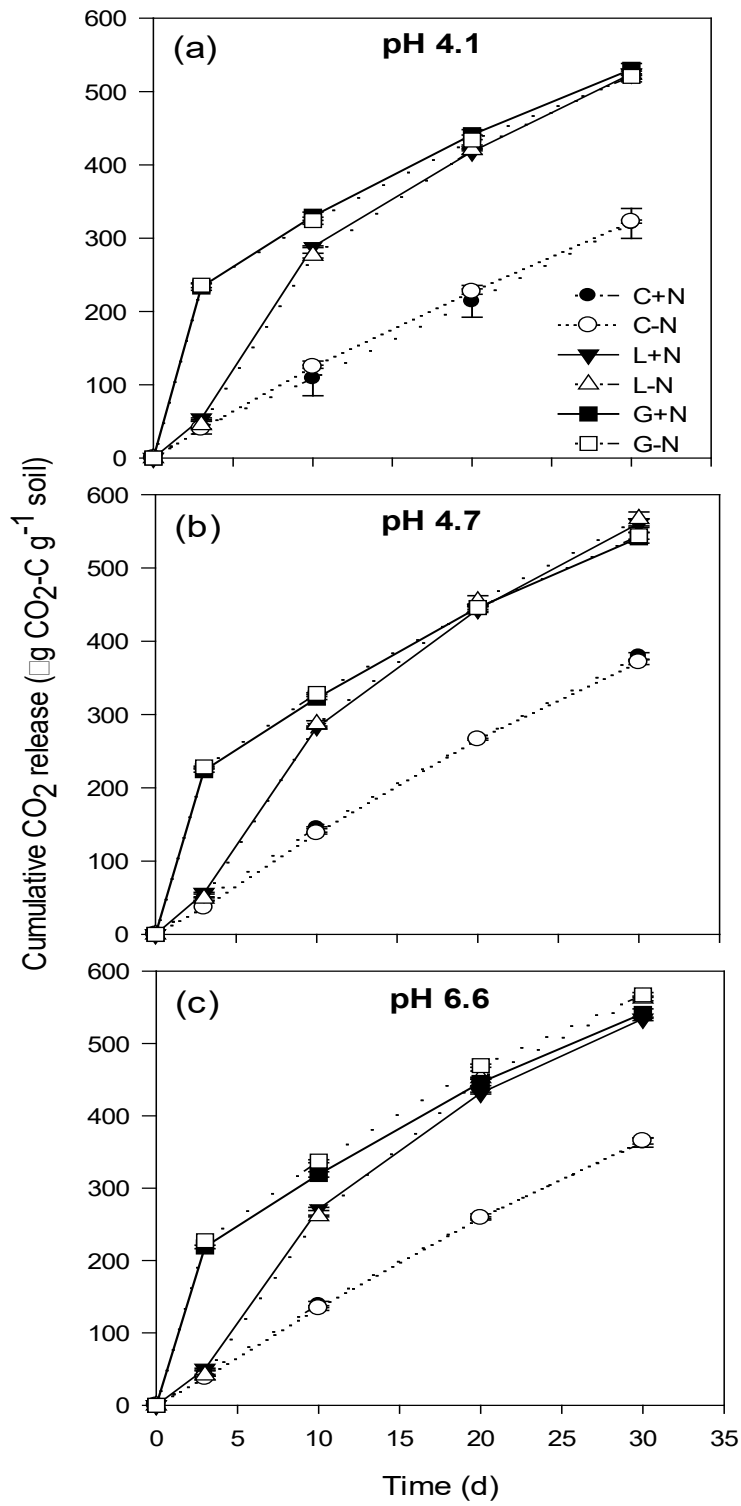 600
(a) pH 4.1
500
400
300
C+N
200
C-N
L+N
100
L-N
G+N
0
G-N
600
(b) pH 4.7
500
400
300
200
100
0
Cumulative CO2 release (□g CO2-C g-1 soil)
600
(c) pH 6.6
500
400
300
200
100
0
0 5 10 15 20 25 30 35
Time (d)